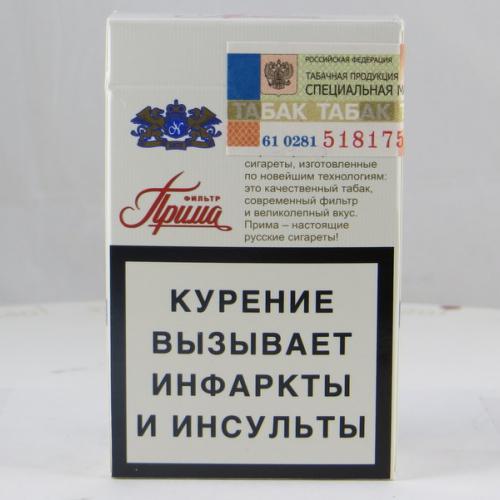 РОССИЙСКАЯ ФЕДЕРАЦИЯ
ТАБАЧНАЯ ПРОДУКЦИЯ
СПЕЦИАЛЬНАЯ М
ТАБАК ТАБАК
61 0281 518175
N
сигареты, изготовленные
по новейшим технологиям:
это качественный табак,
современный фильтр
и великолепный вкус.
Прима – настоящие
русские сигареты!
ФИЛЬТР
Прима
КУРЕНИЕ
ВЫЗЫВАЕТ
ИНФАРКТЫ
И ИНСУЛЬТЫ